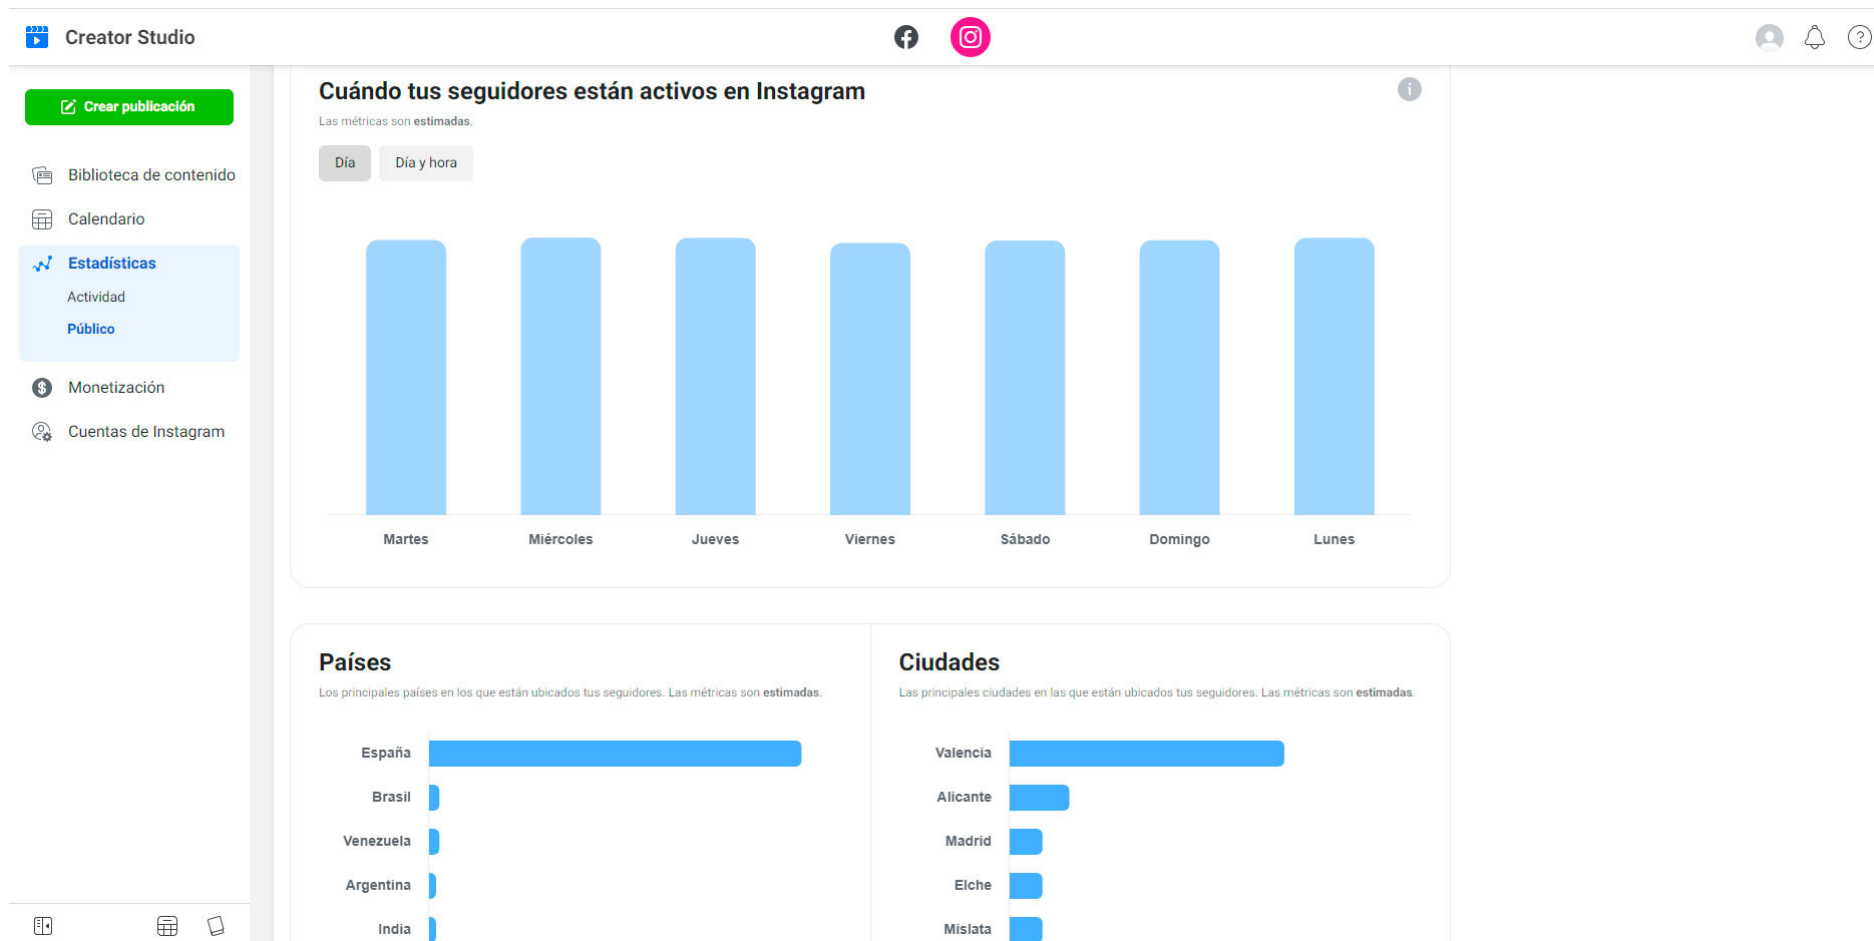 Creator Studio
Crear publicación
Biblioteca de contenido
Calendario
Estadísticas
Actividad
Público
Monetización
Cuentas de Instagram
Cuándo tus seguidores están activos en Instagram
Las métricas son estimadas.
Día
Día y hora
Martes
Miércoles
Jueves
Viernes
Sábado
Domingo
Lunes
Países
Los principales países en los que están ubicados tus seguidores. Las métricas son estimadas.
España
Brasil
Venezuela
Argentina
India
Ciudades
Las principales ciudades en las que están ubicados tus seguidores. Las métricas son estimadas.
Valencia
Alicante
Madrid
Elche
Mislata